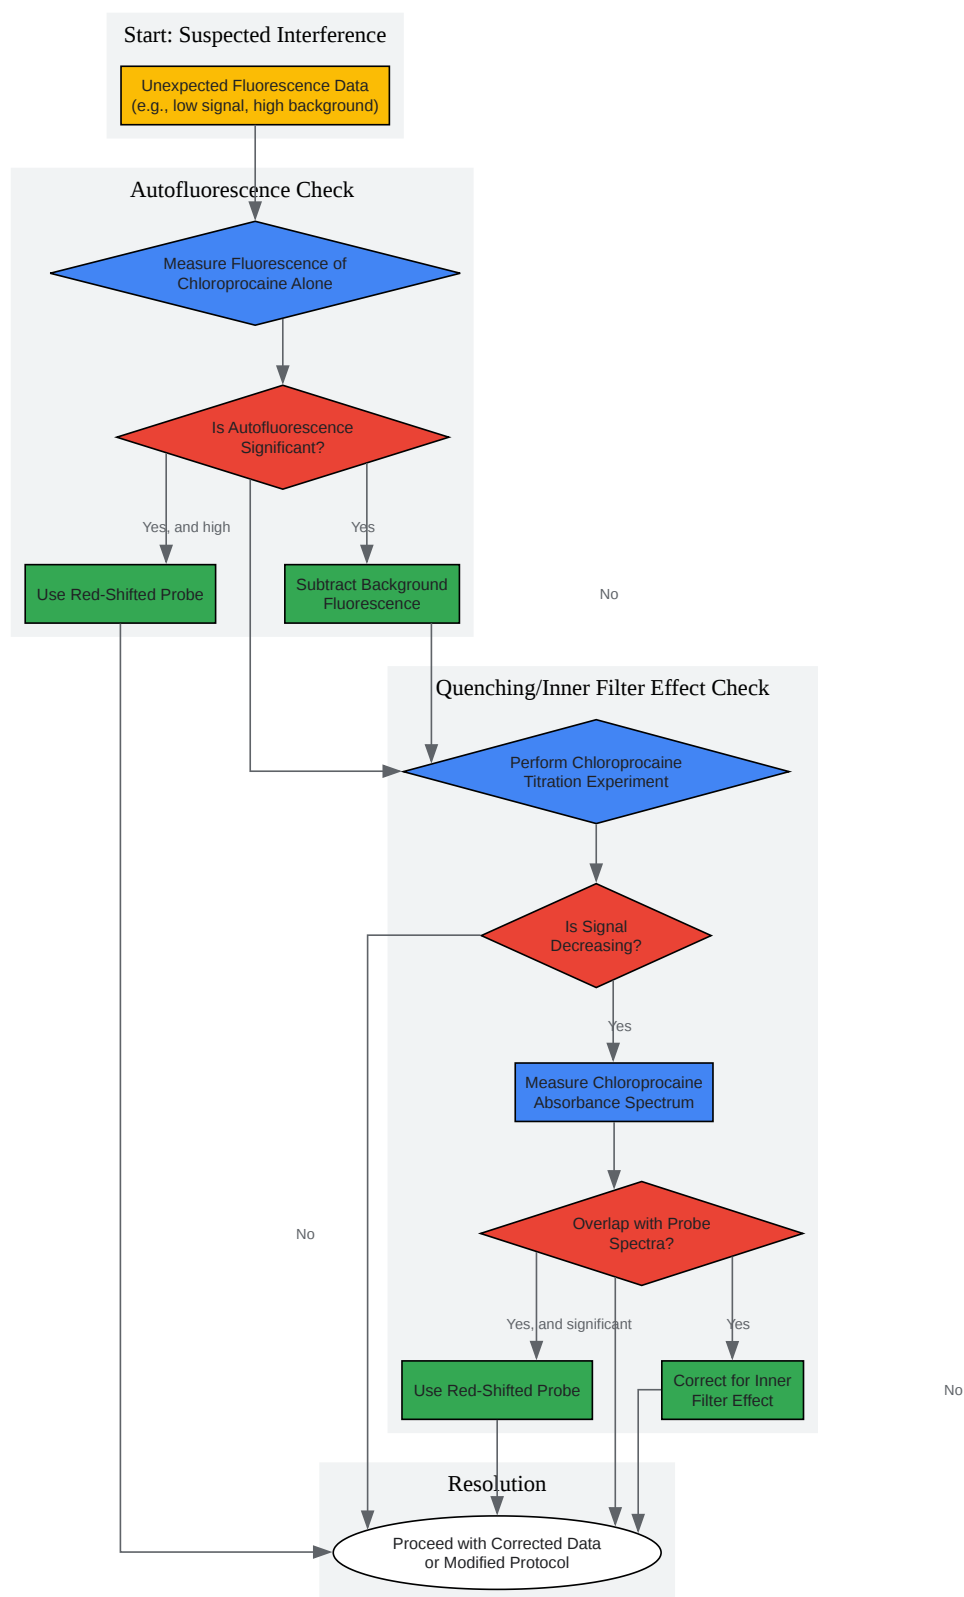 Start: Suspected Interference
Unexpected Fluorescence Data
(e.g., low signal, high background)
Autofluorescence Check
Measure Fluorescence of
Chloroprocaine Alone
Is Autofluorescence
Significant?
Yes, and high
Yes
Use Red-Shifted Probe
Subtract Background
Fluorescence
No
Quenching/Inner Filter Effect Check
Perform Chloroprocaine
Titration Experiment
Is Signal
Decreasing?
Yes
Measure Chloroprocaine
Absorbance Spectrum
No
Overlap with Probe
Spectra?
Yes, and significant
Yes
Use Red-Shifted Probe
Correct for Inner
Filter Effect
No
Resolution
Proceed with Corrected Data
or Modified Protocol